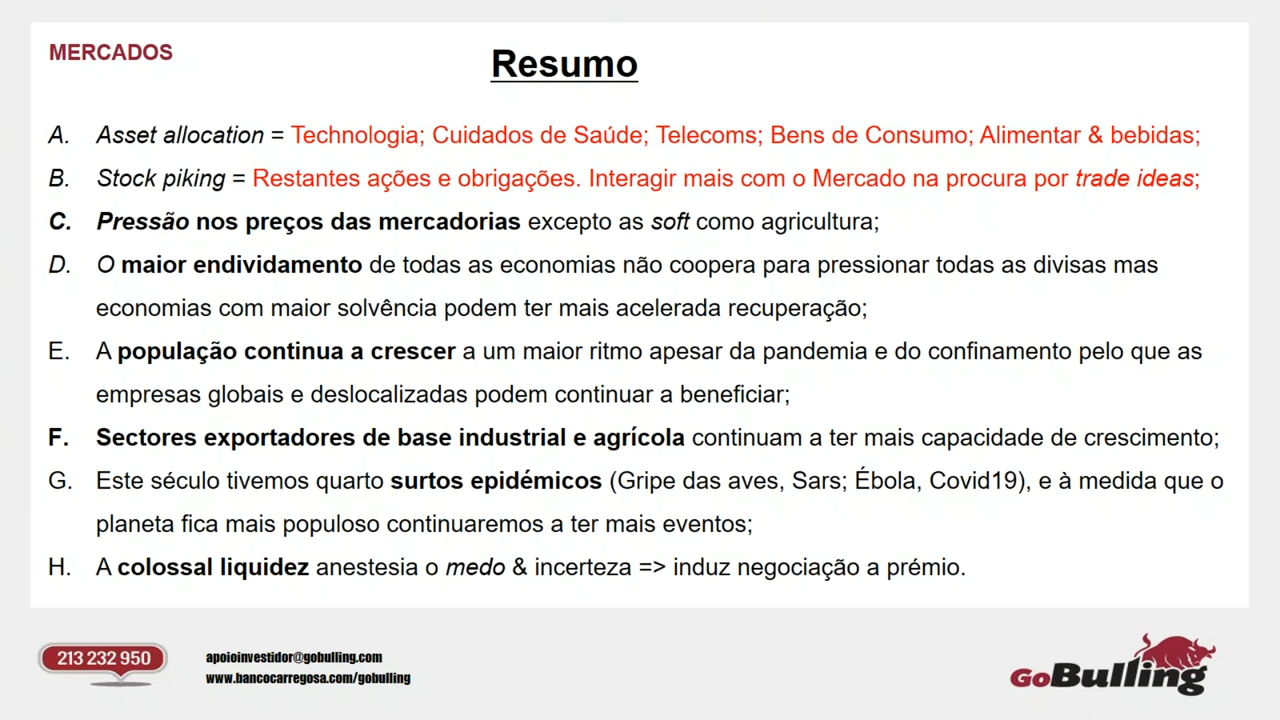 MERCADOS
Resumo
A. Asset allocation = Technologia; Cuidados de Saúde; Telecoms; Bens de Consumo; Alimentar & bebidas;
B. Stock piking = Restantes ações e obrigações. Interagir mais com o Mercado na procura por trade ideas;
C. Pressão nos preços das mercadorias excepto as soft como agricultura;
D. O maior endividamento de todas as economias não coopera para pressionar todas as divisas mas
economias com maior solvência podem ter mais acelerada recuperação;
E. A população continua a crescer a um maior ritmo apesar da pandemia e do confinamento pelo que as
empresas globais e deslocalizadas podem continuar a beneficiar;
F. Sectores exportadores de base industrial e agrícola continuam a ter mais capacidade de crescimento;
G. Este século tivemos quarto surtos epidémicos (Gripe das aves, Sars; Ébola, Covid19), e à medida que o
planeta fica mais populoso continuaremos a ter mais eventos;
H. A colossal liquidez anestesia o medo & incerteza => induz negociação a prémio.
213 232 950
apoioinvestidor@gobulling.com
www.bancocarregosa.com/gobulling
GoBulling